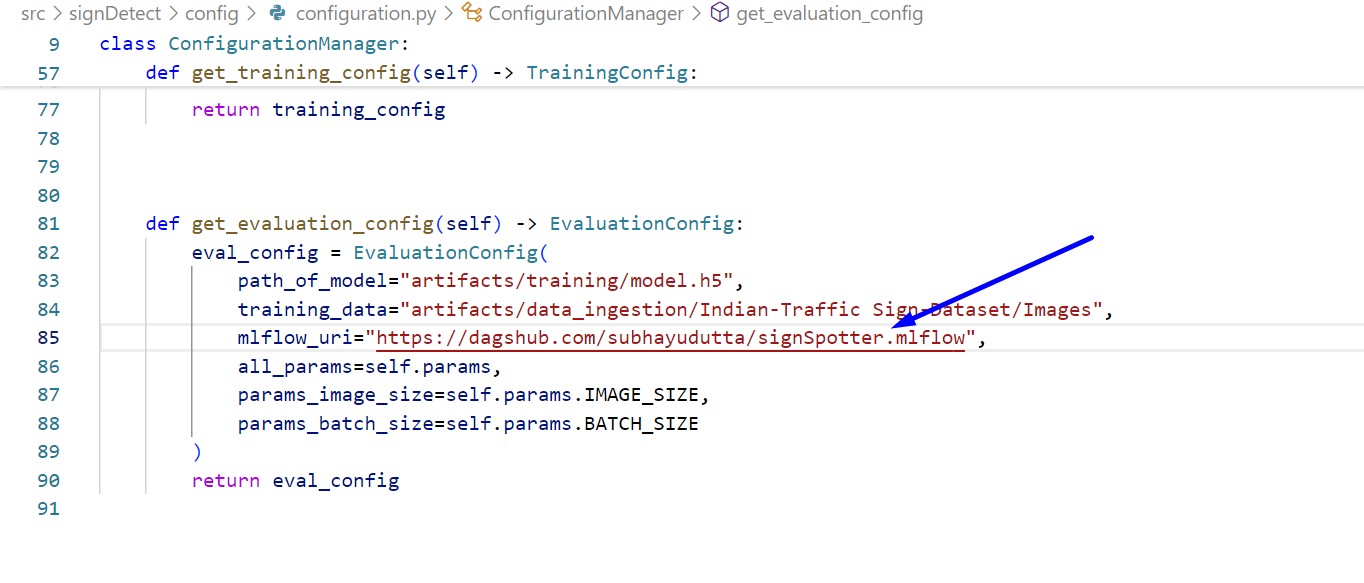 src > signDetect > config > configuration.py > ConfigurationManager > get_evaluation_config
9 class ConfigurationManager:
57 def get_training_config(self) -> TrainingConfig:
77 return training_config
78
79
80
81 def get_evaluation_config(self) -> EvaluationConfig:
82 eval_config = EvaluationConfig(
83 path_of_model="artifacts/training/model.h5",
84 training_data="artifacts/data_ingestion/Indian-Traffic Sign-Dataset/Images",
85 mlflow_uri="https://dagshub.com/subhayudutta/signSpotter.mlflow",
86 all_params=self.params,
87 params_image_size=self.params.IMAGE_SIZE,
88 params_batch_size=self.params.BATCH_SIZE
89 )
90 return eval_config
91